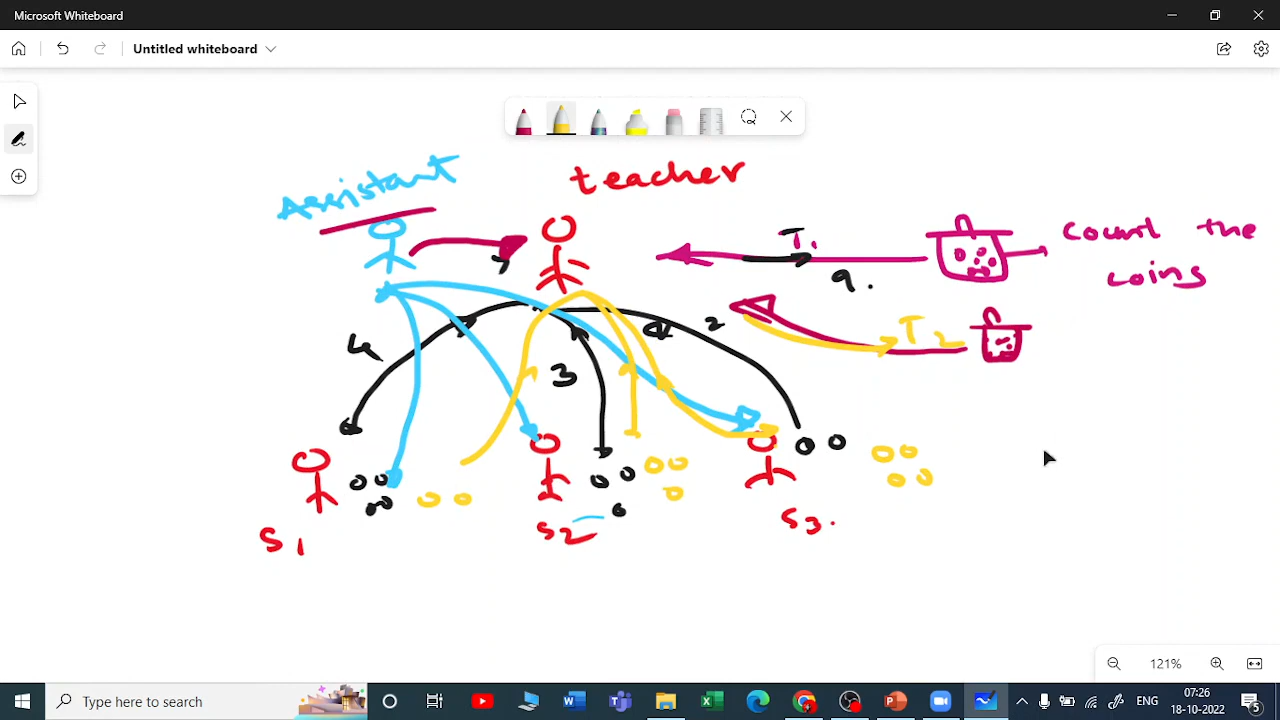 Microsoft Whiteboard
Untitled whiteboard
Assistant
teacher
T1
9.
count the
coins
T2
4
3
2
S1
S2
S3.
121%
Type here to search
ENG
07:26
18-10-2022
5